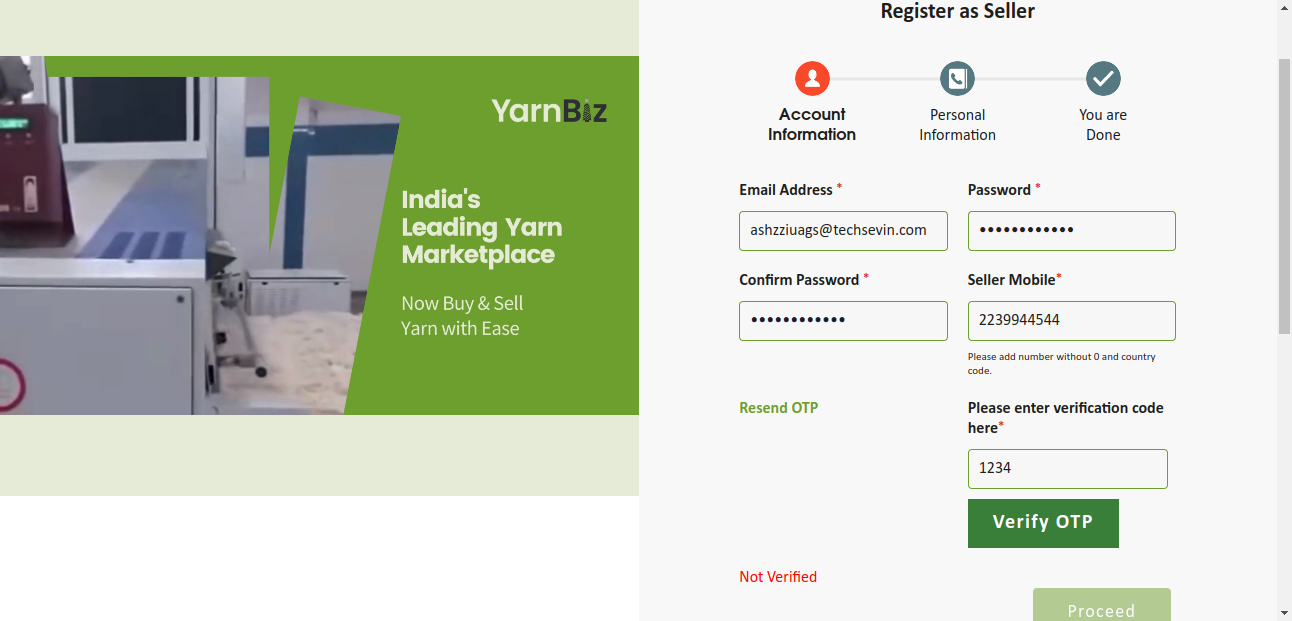 YarnBiz
India's
Leading Yarn
Marketplace
Now Buy & Sell
Yarn with Ease
Register as Seller
Account
Information
Personal
Information
You are
Done
Email Address *
Password *
ashzziuags@techsevin.com
••••••••••••
Confirm Password *
Seller Mobile*
••••••••••••
2239944544
Please add number without 0 and country
code.
Resend OTP
Please enter verification code
here*
1234
Verify OTP
Not Verified
Proceed